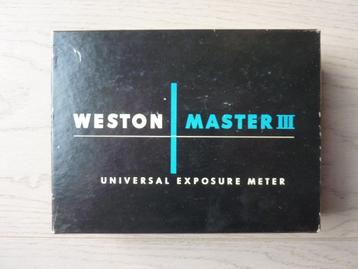 WESTON MASTER III
UNIVERSAL EXPOSURE METER